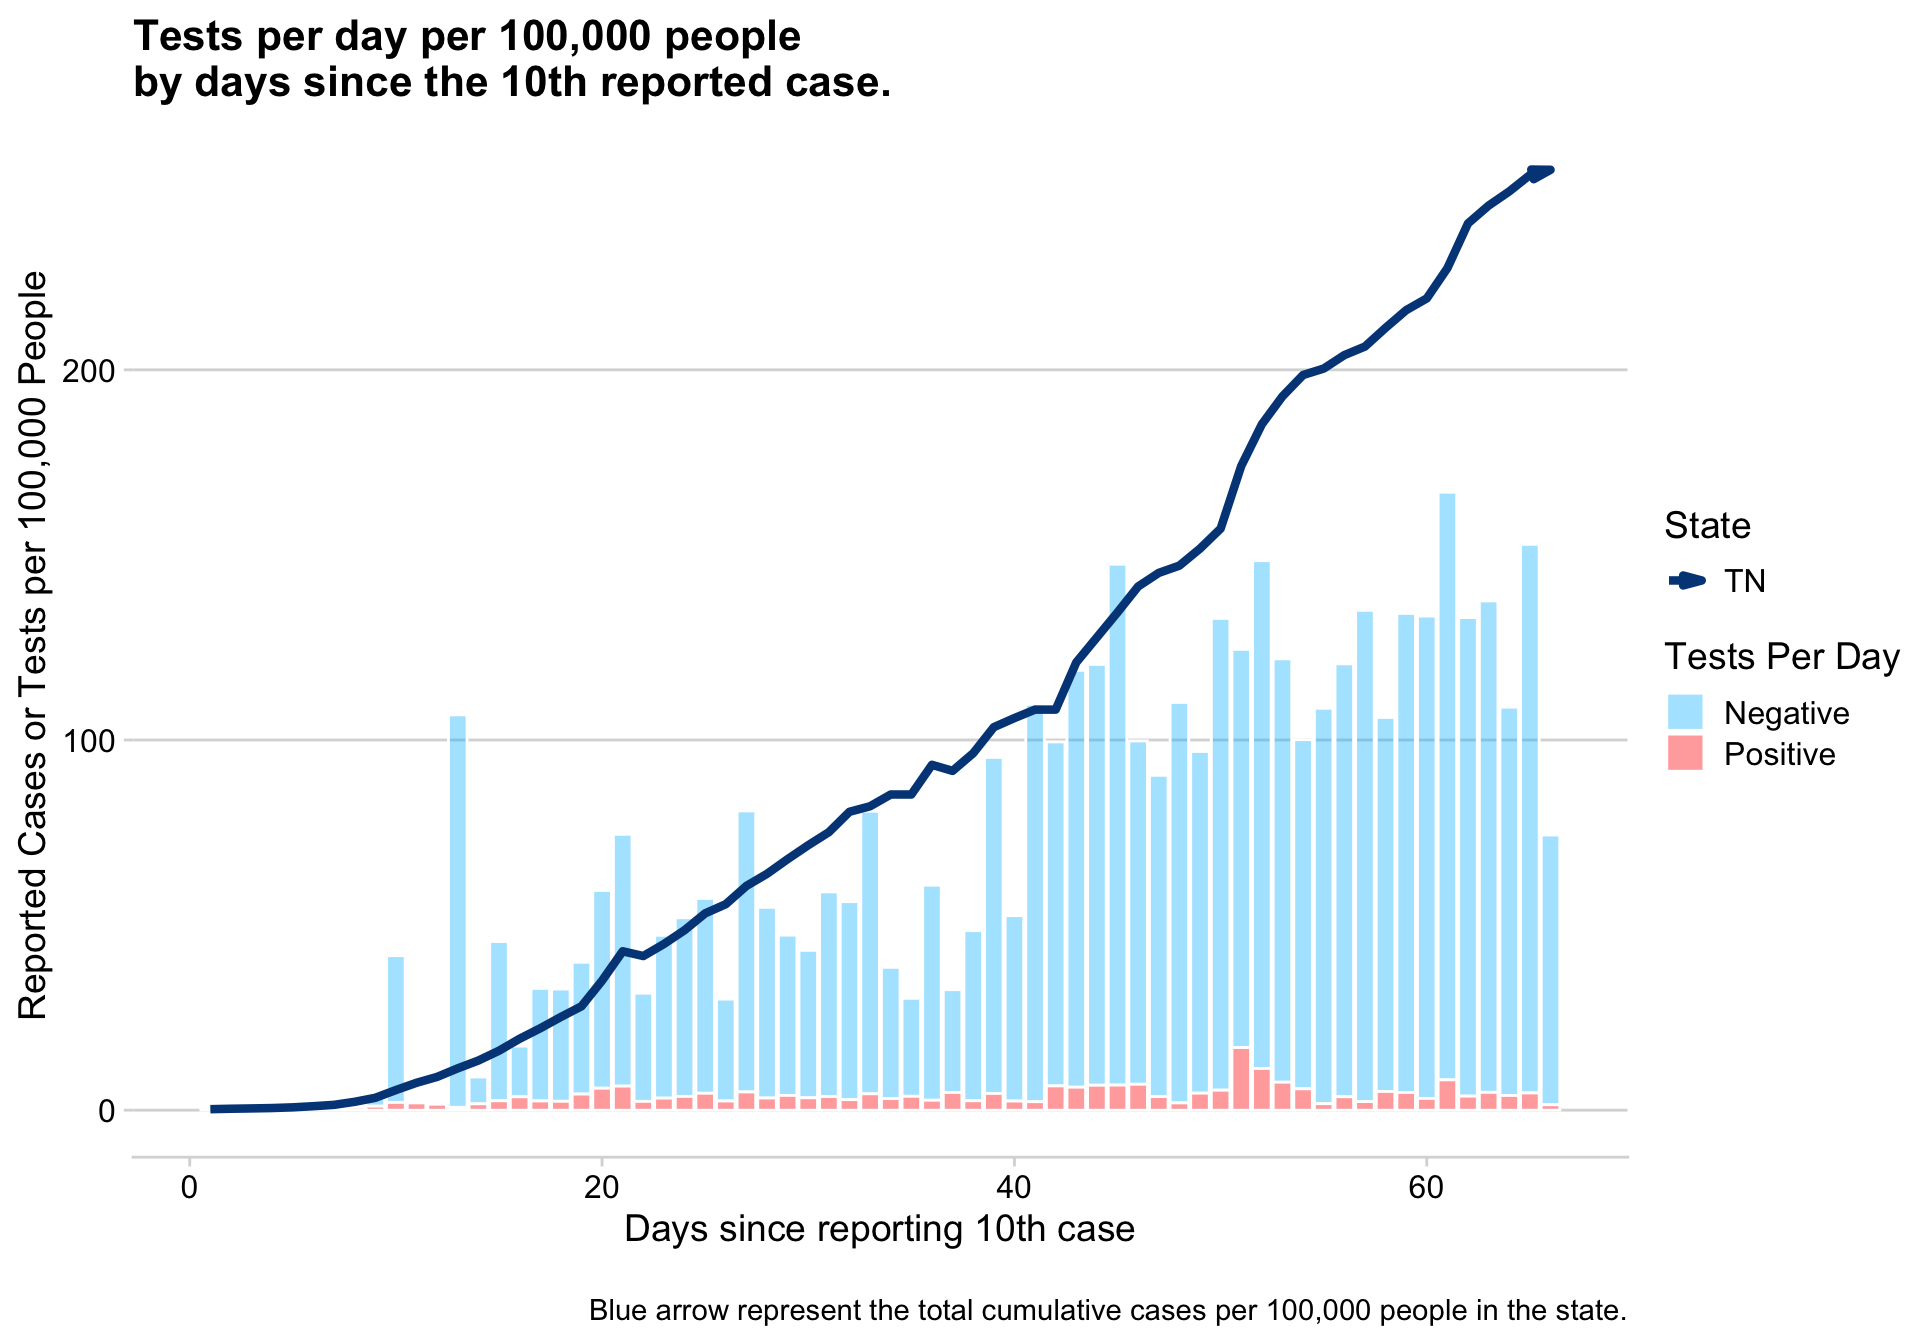 Tests per day per 100,000 people
by days since the 10th reported case.
Reported Cases or Tests per 100,000 People
200
100
0
0
20
40
60
Days since reporting 10th case
State
TN
Tests Per Day
Negative
Positive
Blue arrow represent the total cumulative cases per 100,000 people in the state.